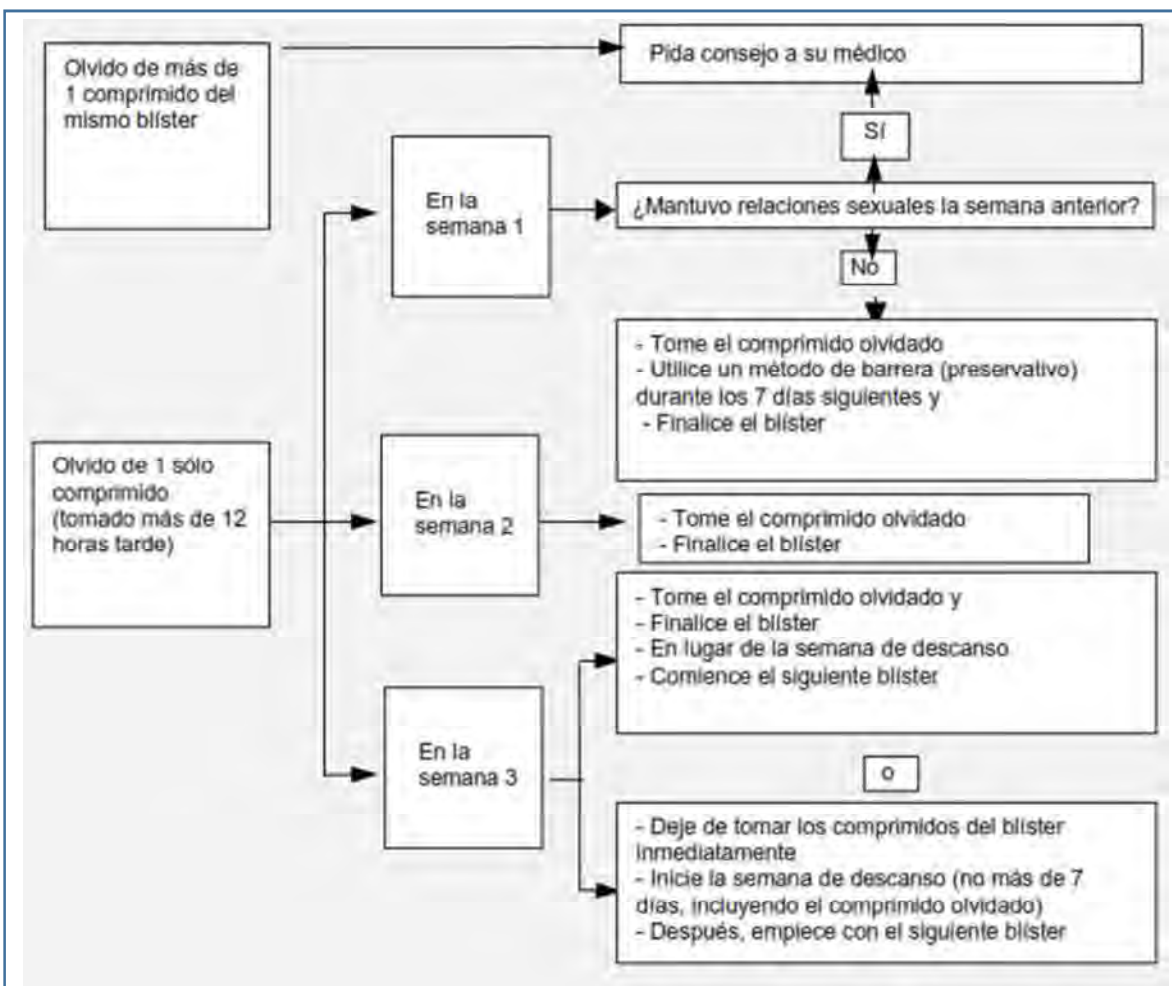 Olvido de más de
1 comprimido del
mismo blíster
Pida consejo a su médico
Sí
En la
semana 1
¿Mantuvo relaciones sexuales la semana anterior?
No
- Tome el comprimido olvidado
- Utilice un método de barrera (preservativo)
durante los 7 días siguientes y
- Finalice el blíster
Olvido de 1 sólo
comprimido
(tomado más de 12
horas tarde)
En la
semana 2
- Tome el comprimido olvidado
- Finalice el blíster
- Tome el comprimido olvidado y
- Finalice el blíster
- En lugar de la semana de descanso
- Comience el siguiente blíster
En la
semana 3
o
- Deje de tomar los comprimidos del blíster
inmediatamente
- Inicie la semana de descanso (no más de 7
días, incluyendo el comprimido olvidado)
- Después, empiece con el siguiente blíster